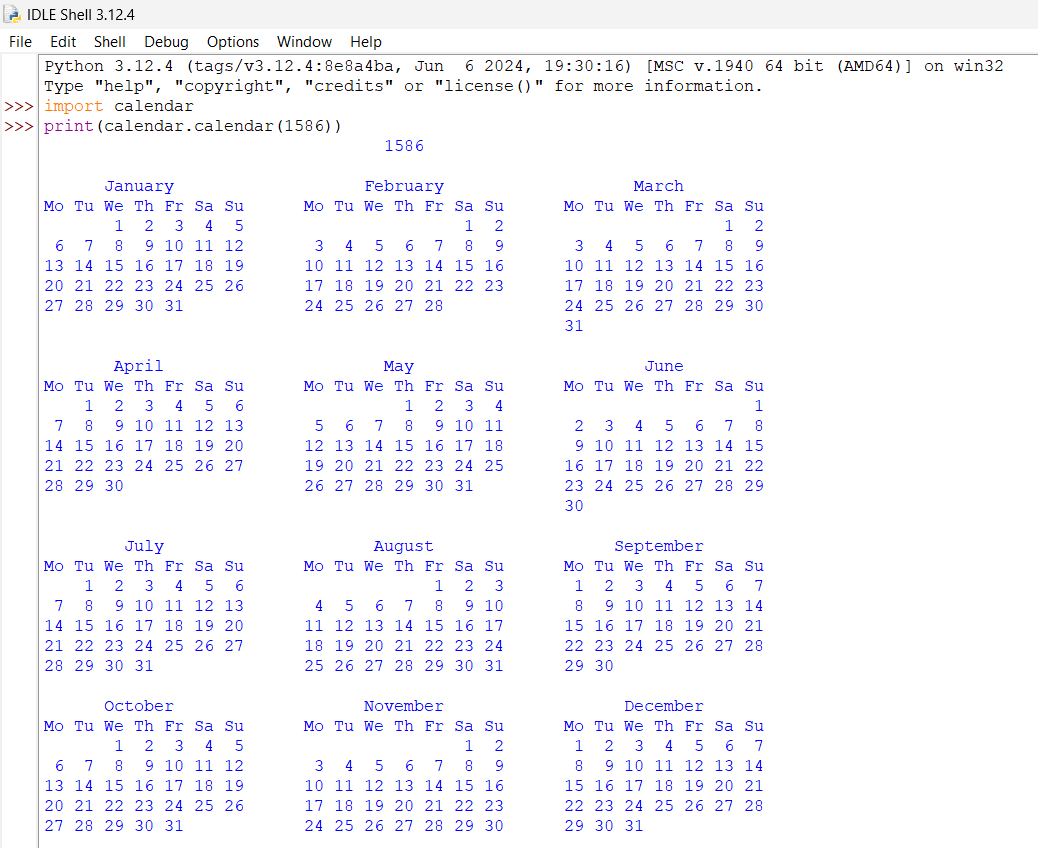 IDLE Shell 3.12.4
File Edit Shell Debug Options Window Help
Python 3.12.4 (tags/v3.12.4:8e8a4ba, Jun  6 2024, 19:30:16) [MSC v.1940 64 bit (AMD64)] on win32
Type "help", "copyright", "credits" or "license()" for more information.
>>> import calendar
>>> print(calendar.calendar(1586))
                                  1586

      January                   February                   March
Mo Tu We Th Fr Sa Su      Mo Tu We Th Fr Sa Su      Mo Tu We Th Fr Sa Su
       1  2  3  4  5                      1  2                      1  2
 6  7  8  9 10 11 12       3  4  5  6  7  8  9       3  4  5  6  7  8  9
13 14 15 16 17 18 19      10 11 12 13 14 15 16      10 11 12 13 14 15 16
20 21 22 23 24 25 26      17 18 19 20 21 22 23      17 18 19 20 21 22 23
27 28 29 30 31            24 25 26 27 28            24 25 26 27 28 29 30
                                                    31

       April                      May                       June
Mo Tu We Th Fr Sa Su      Mo Tu We Th Fr Sa Su      Mo Tu We Th Fr Sa Su
    1  2  3  4  5  6                1  2  3  4                         1
 7  8  9 10 11 12 13       5  6  7  8  9 10 11       2  3  4  5  6  7  8
14 15 16 17 18 19 20      12 13 14 15 16 17 18       9 10 11 12 13 14 15
21 22 23 24 25 26 27      19 20 21 22 23 24 25      16 17 18 19 20 21 22
28 29 30                  26 27 28 29 30 31         23 24 25 26 27 28 29
                                                    30

        July                     August                  September
Mo Tu We Th Fr Sa Su      Mo Tu We Th Fr Sa Su      Mo Tu We Th Fr Sa Su
    1  2  3  4  5  6                   1  2  3       1  2  3  4  5  6  7
 7  8  9 10 11 12 13       4  5  6  7  8  9 10       8  9 10 11 12 13 14
14 15 16 17 18 19 20      11 12 13 14 15 16 17      15 16 17 18 19 20 21
21 22 23 24 25 26 27      18 19 20 21 22 23 24      22 23 24 25 26 27 28
28 29 30 31               25 26 27 28 29 30 31      29 30

      October                   November                  December
Mo Tu We Th Fr Sa Su      Mo Tu We Th Fr Sa Su      Mo Tu We Th Fr Sa Su
       1  2  3  4  5                      1  2       1  2  3  4  5  6  7
 6  7  8  9 10 11 12       3  4  5  6  7  8  9       8  9 10 11 12 13 14
13 14 15 16 17 18 19      10 11 12 13 14 15 16      15 16 17 18 19 20 21
20 21 22 23 24 25 26      17 18 19 20 21 22 23      22 23 24 25 26 27 28
27 28 29 30 31            24 25 26 27 28 29 30      29 30 31